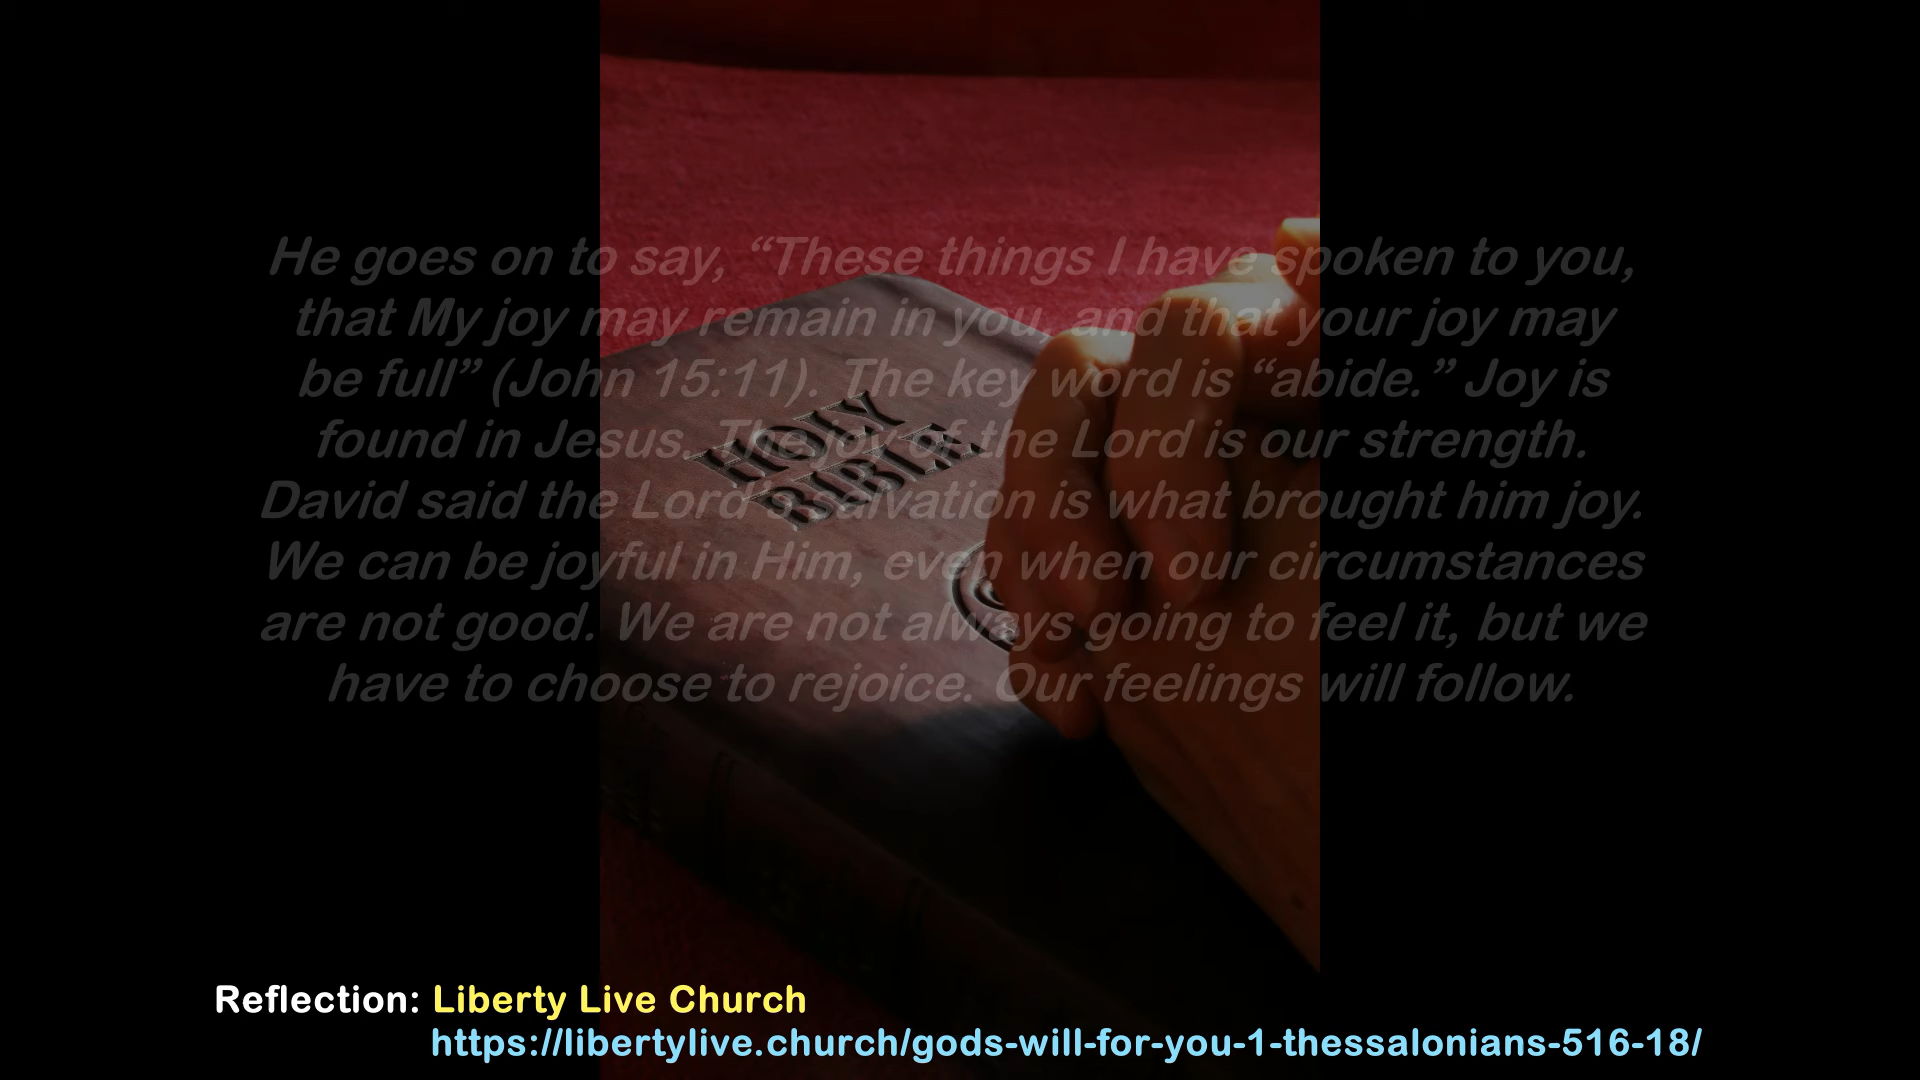 He goes on to say, “These things I have spoken to you,
that My joy may remain in you, and that your joy may
be full” (John 15:11). The key word is “abide.” Joy is
found in Jesus. The joy of the Lord is our strength.
David said the Lord’s salvation is what brought him joy.
We can be joyful in Him, even when our circumstances
are not good. We are not always going to feel it, but we
have to choose to rejoice. Our feelings will follow.
HOLY
BIBLE
Reflection: Liberty Live Church
https://libertylive.church/gods-will-for-you-1-thessalonians-516-18/